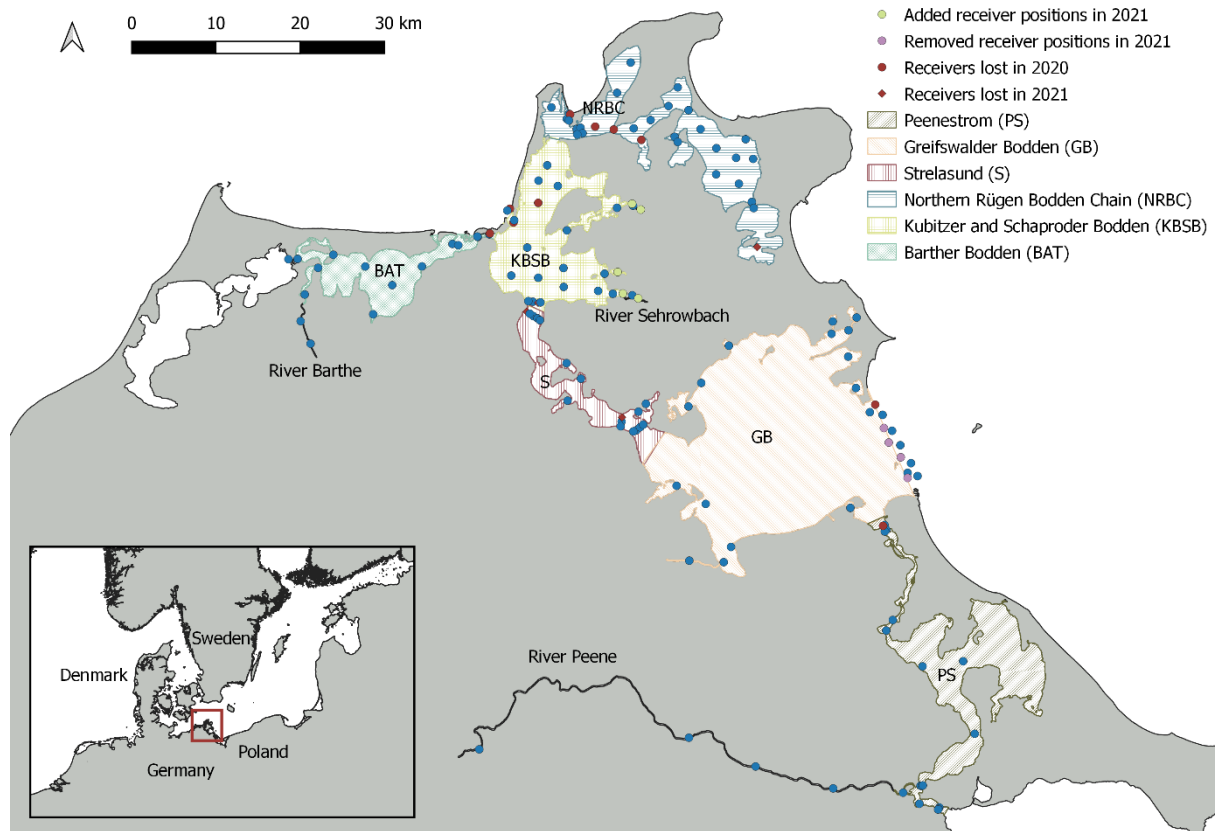 0 10 20 30 km
Added receiver positions in 2021
Removed receiver positions in 2021
Receivers lost in 2020
Receivers lost in 2021
Peenestrom (PS)
Greifswalder Bodden (GB)
Strelasund (S)
Northern Rügen Bodden Chain (NRBC)
Kubitzer and Schaproder Bodden (KBSB)
Barther Bodden (BAT)
NRBC
KBSB
BAT
River Sehrowbach
River Barthe
S
GB
PS
River Peene
Sweden
Denmark
Poland
Germany